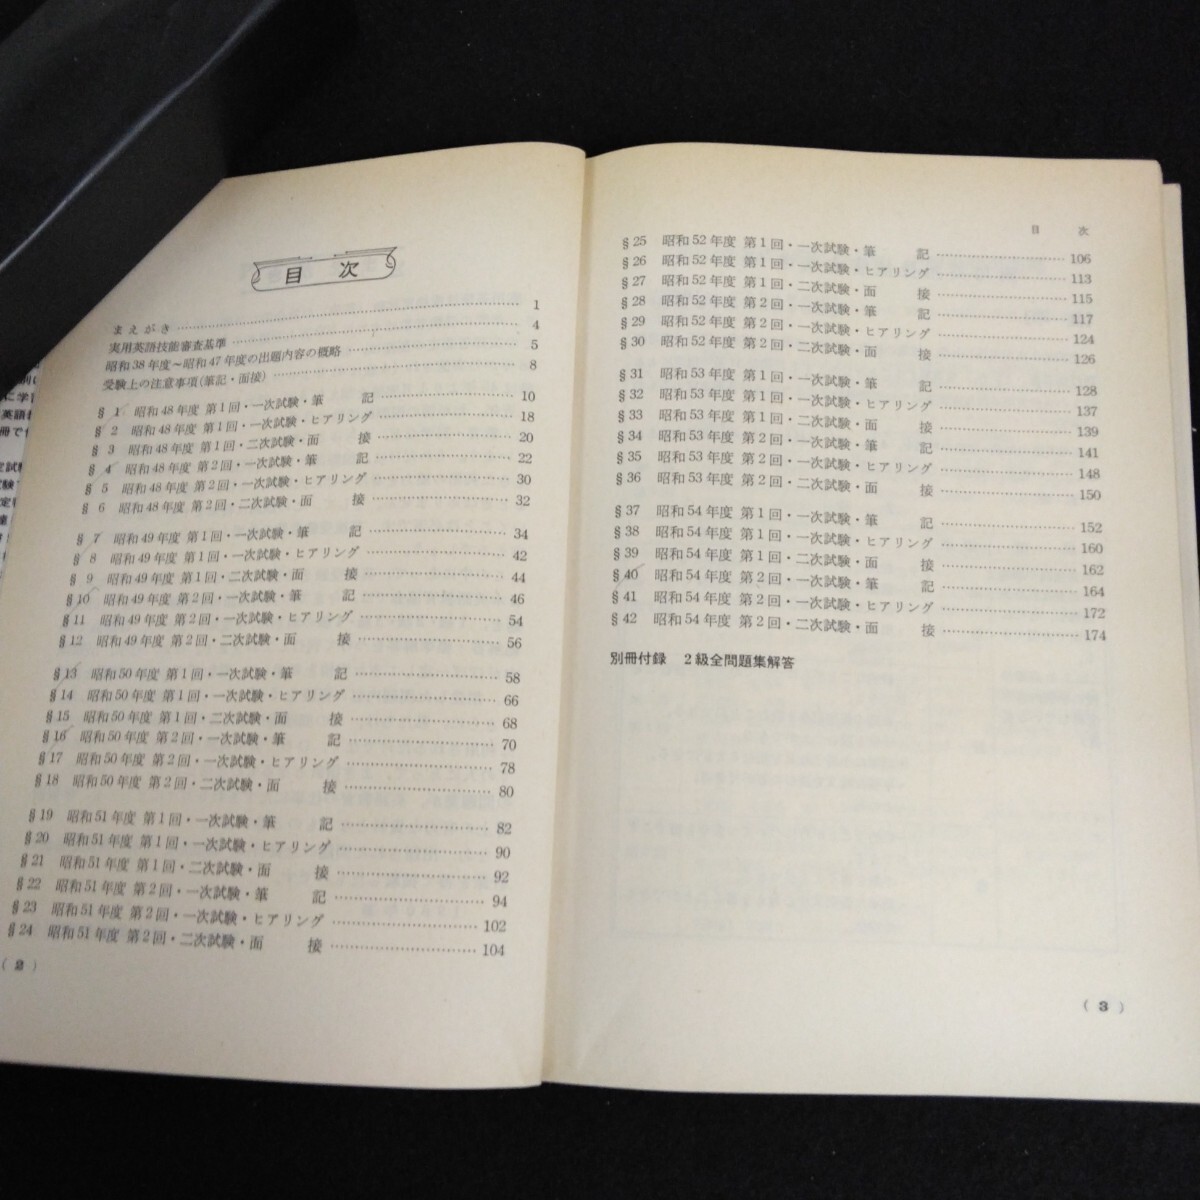 目次
まえがき 1
実用英語技能審査基準 4
昭和38年度～昭和47年度の出題内容の概略 5
受験上の注意事項(筆記・面接) 8
§ 1 昭和48年度 第1回・一次試験・筆記 10
§ 2 昭和48年度 第1回・一次試験・ヒアリング 18
§ 3 昭和48年度 第1回・二次試験・面接 20
§ 4 昭和48年度 第2回・一次試験・筆記 22
§ 5 昭和48年度 第2回・一次試験・ヒアリング 30
§ 6 昭和48年度 第2回・二次試験・面接 32
§ 7 昭和49年度 第1回・一次試験・筆記 34
§ 8 昭和49年度 第1回・一次試験・ヒアリング 42
§ 9 昭和49年度 第1回・二次試験・面接 44
§10 昭和49年度 第2回・一次試験・筆記 46
§11 昭和49年度 第2回・一次試験・ヒアリング 54
§12 昭和49年度 第2回・二次試験・面接 56
§13 昭和50年度 第1回・一次試験・筆記 58
§14 昭和50年度 第1回・一次試験・ヒアリング 66
§15 昭和50年度 第1回・二次試験・面接 68
§16 昭和50年度 第2回・一次試験・筆記 70
§17 昭和50年度 第2回・一次試験・ヒアリング 78
§18 昭和50年度 第2回・二次試験・面接 80
§19 昭和51年度 第1回・一次試験・筆記 82
§20 昭和51年度 第1回・一次試験・ヒアリング 90
§21 昭和51年度 第1回・二次試験・面接 92
§22 昭和51年度 第2回・一次試験・筆記 94
§23 昭和51年度 第2回・一次試験・ヒアリング 102
§24 昭和51年度 第2回・二次試験・面接 104
( 2 )
目次
§25 昭和52年度 第1回・一次試験・筆記 106
§26 昭和52年度 第1回・一次試験・ヒアリング 113
§27 昭和52年度 第1回・二次試験・面接 115
§28 昭和52年度 第2回・一次試験・筆記 117
§29 昭和52年度 第2回・一次試験・ヒアリング 124
§30 昭和52年度 第2回・二次試験・面接 126
§31 昭和53年度 第1回・一次試験・筆記 128
§32 昭和53年度 第1回・一次試験・ヒアリング 137
§33 昭和53年度 第1回・二次試験・面接 139
§34 昭和53年度 第2回・一次試験・筆記 141
§35 昭和53年度 第2回・一次試験・ヒアリング 148
§36 昭和53年度 第2回・二次試験・面接 150
§37 昭和54年度 第1回・一次試験・筆記 152
§38 昭和54年度 第1回・一次試験・ヒアリング 160
§39 昭和54年度 第1回・二次試験・面接 162
§40 昭和54年度 第2回・一次試験・筆記 164
§41 昭和54年度 第2回・一次試験・ヒアリング 172
§42 昭和54年度 第2回・二次試験・面接 174
別冊付録 2級全問題集解答
( 3 )